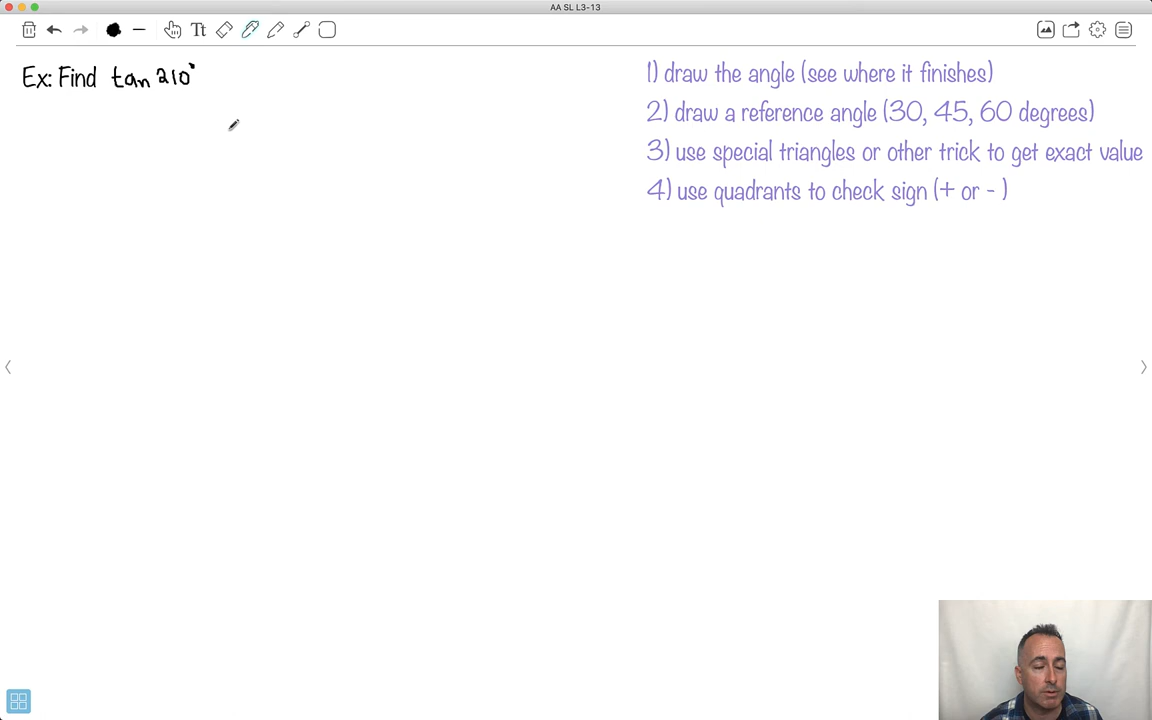 AA SL L3-13
Tt
Ex: Find tan 210°
1) draw the angle (see where it finishes)
2) draw a reference angle (30, 45, 60 degrees)
3) use special triangles or other trick to get exact value
4) use quadrants to check sign (+ or - )